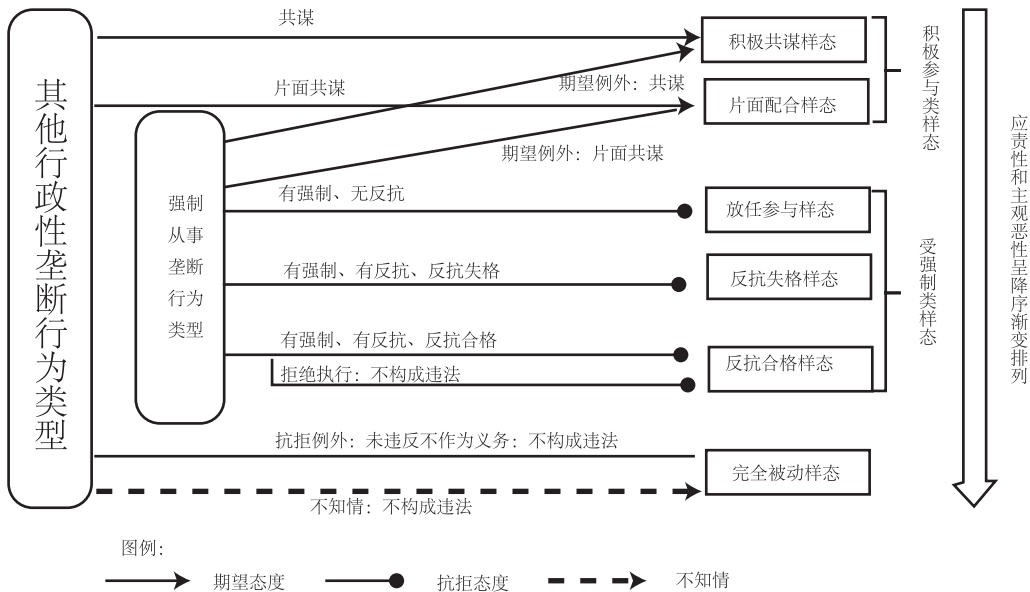 其他行政性垄断行为类型
共谋
积极共谋样态
期望例外：共谋
片面共谋
片面配合样态
期望例外：片面共谋
积极参与类样态
强制
从事
垄断
行为
类型
有强制、无反抗
放任参与样态
有强制、有反抗、反抗失格
反抗失格样态
有强制、有反抗、反抗合格
反抗合格样态
拒绝执行：不构成违法
受强制类样态
抗拒例外：未违反不作为义务：不构成违法
完全被动样态
不知情：不构成违法
应责性和主观恶性呈降序渐变排列
图例：
期望态度
抗拒态度
不知情